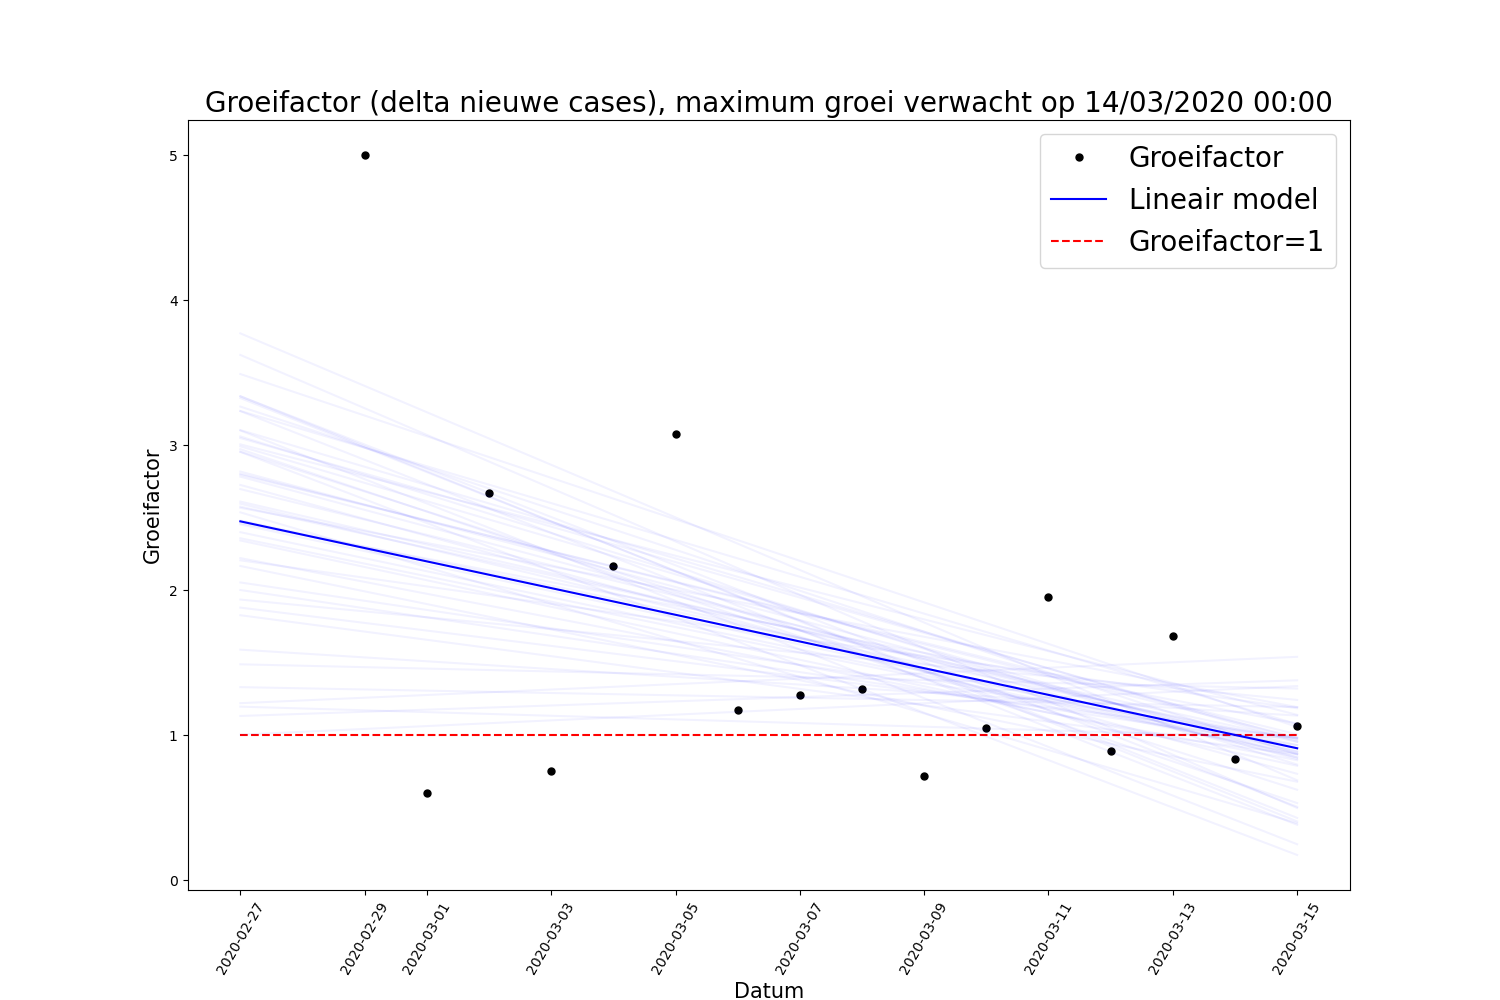 Groeifactor (delta nieuwe cases), maximum groei verwacht op 14/03/2020 00:00
Groeifactor
Lineair model
Groeifactor=1
Groeifactor
5
4
3
2
1
0
2020-02-27
2020-02-29
2020-03-01
2020-03-03
2020-03-05
2020-03-07
2020-03-09
2020-03-11
2020-03-13
2020-03-15
Datum